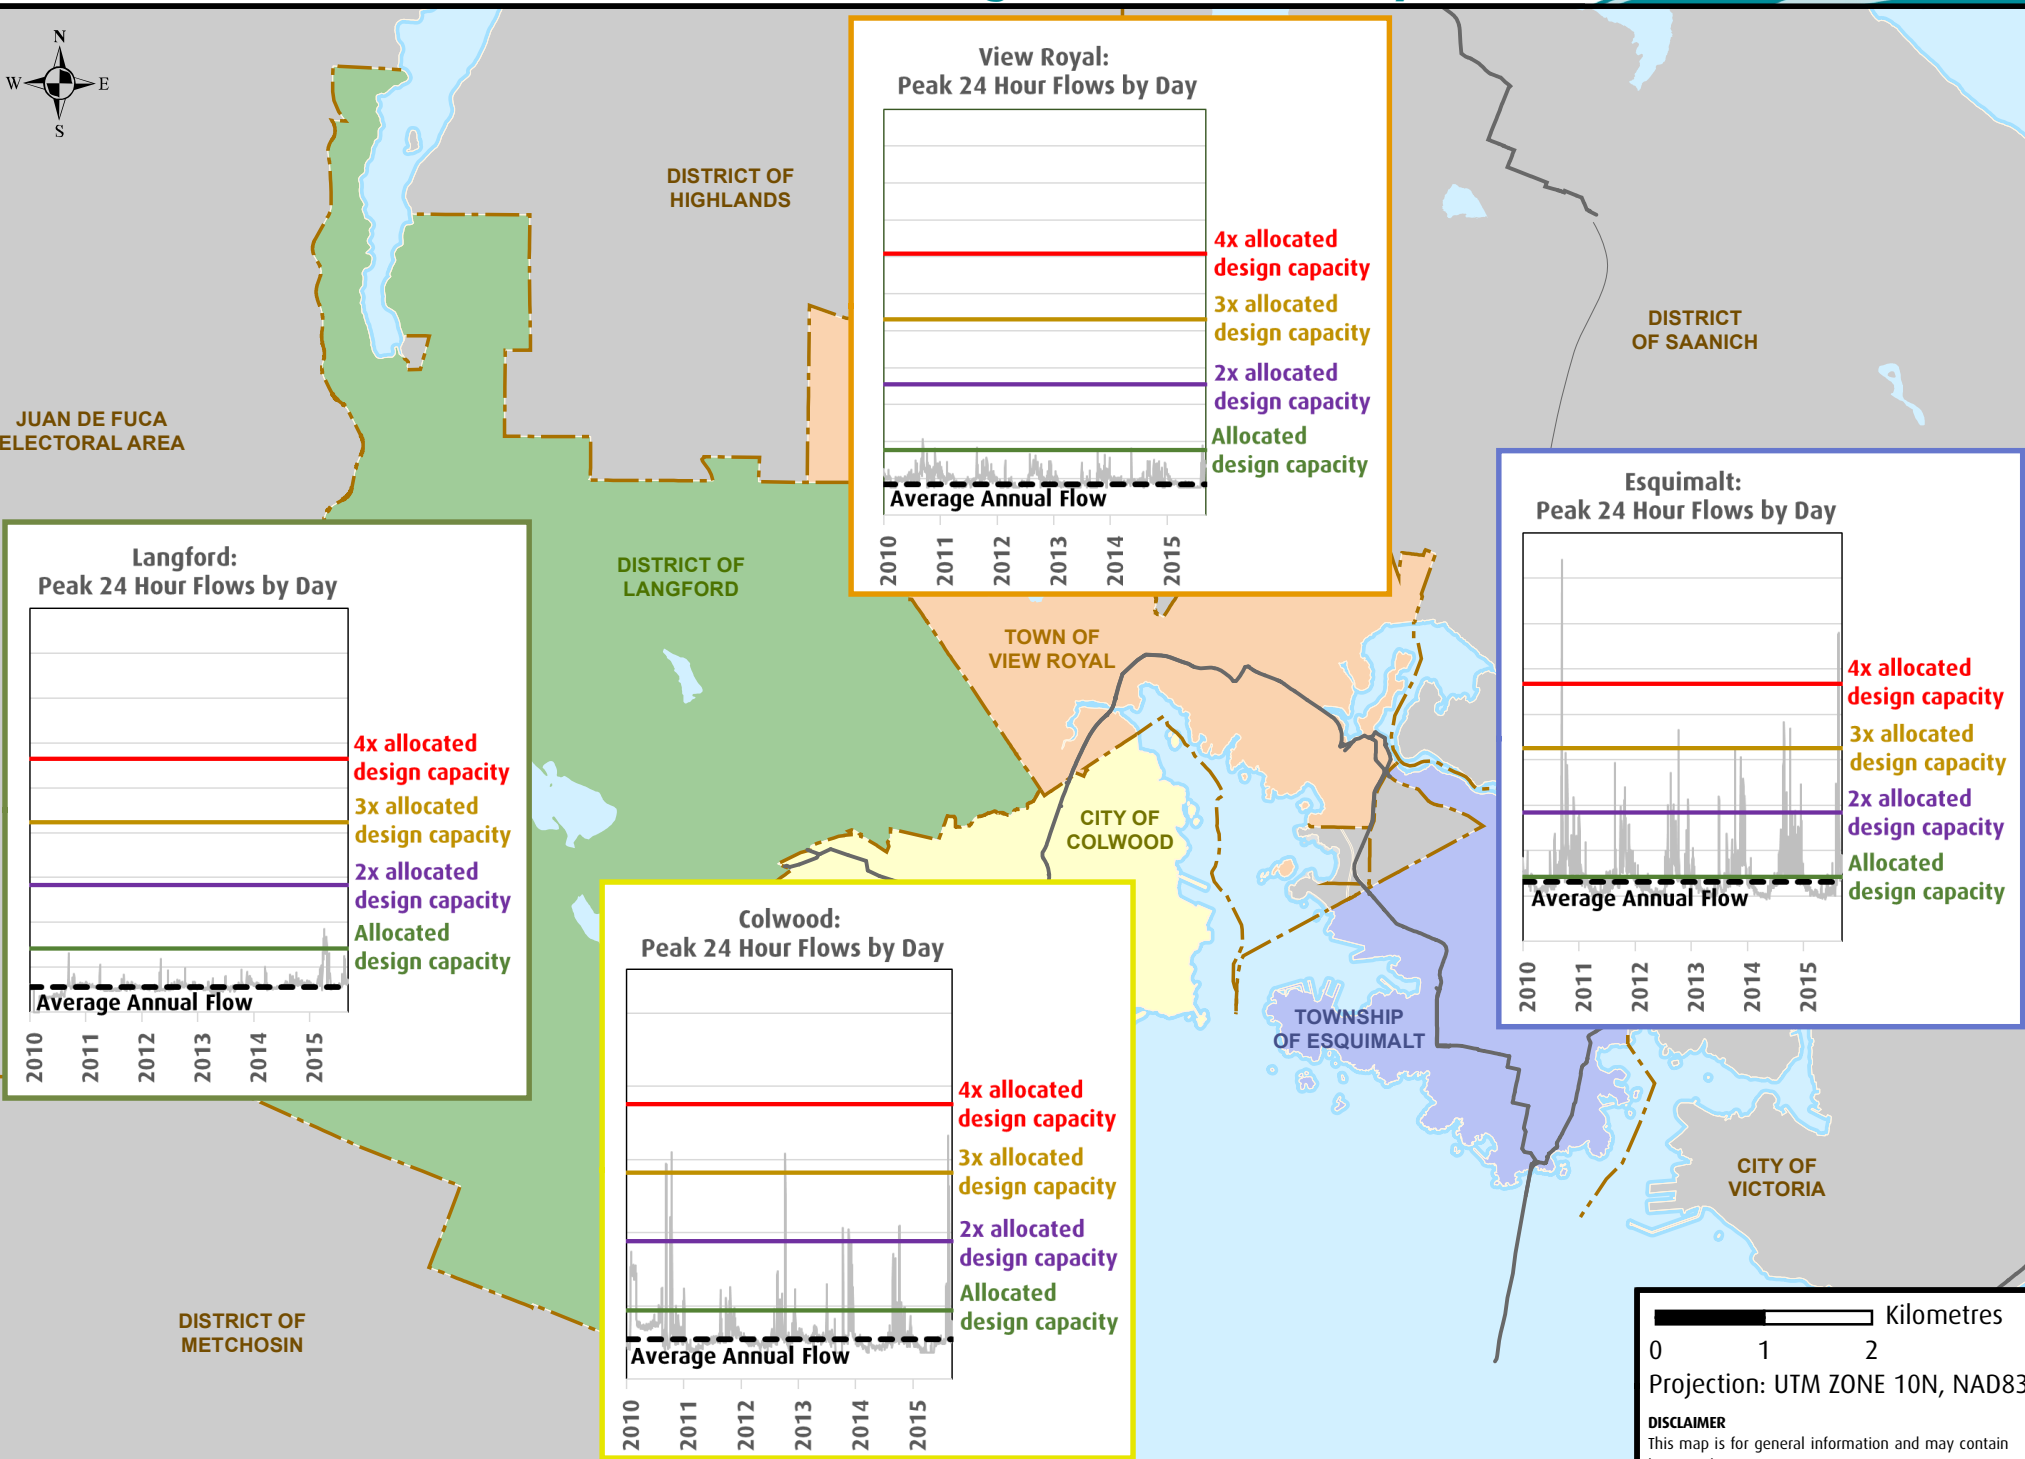 N
W
E
S
DISTRICT OF
HIGHLANDS
JUAN DE FUCA
ELECTORAL AREA
View Royal:
Peak 24 Hour Flows by Day
4x allocated
design capacity
3x allocated
design capacity
2x allocated
design capacity
Allocated
design capacity
Average Annual Flow
2010
2011
2012
2013
2014
2015
DISTRICT
OF SAANICH
Langford:
Peak 24 Hour Flows by Day
4x allocated
design capacity
3x allocated
design capacity
2x allocated
design capacity
Allocated
design capacity
Average Annual Flow
2010
2011
2012
2013
2014
2015
DISTRICT OF
LANGFORD
TOWN OF
VIEW ROYAL
CITY OF
COLWOOD
Esquimalt:
Peak 24 Hour Flows by Day
4x allocated
design capacity
3x allocated
design capacity
2x allocated
design capacity
Allocated
design capacity
Average Annual Flow
2010
2011
2012
2013
2014
2015
Colwood:
Peak 24 Hour Flows by Day
4x allocated
design capacity
3x allocated
design capacity
2x allocated
design capacity
Allocated
design capacity
Average Annual Flow
2010
2011
2012
2013
2014
2015
TOWNSHIP
OF ESQUIMALT
CITY OF
VICTORIA
DISTRICT OF
METCHOSIN
Kilometres
0 1 2
Projection: UTM ZONE 10N, NAD83
DISCLAIMER
This map is for general information and may contain